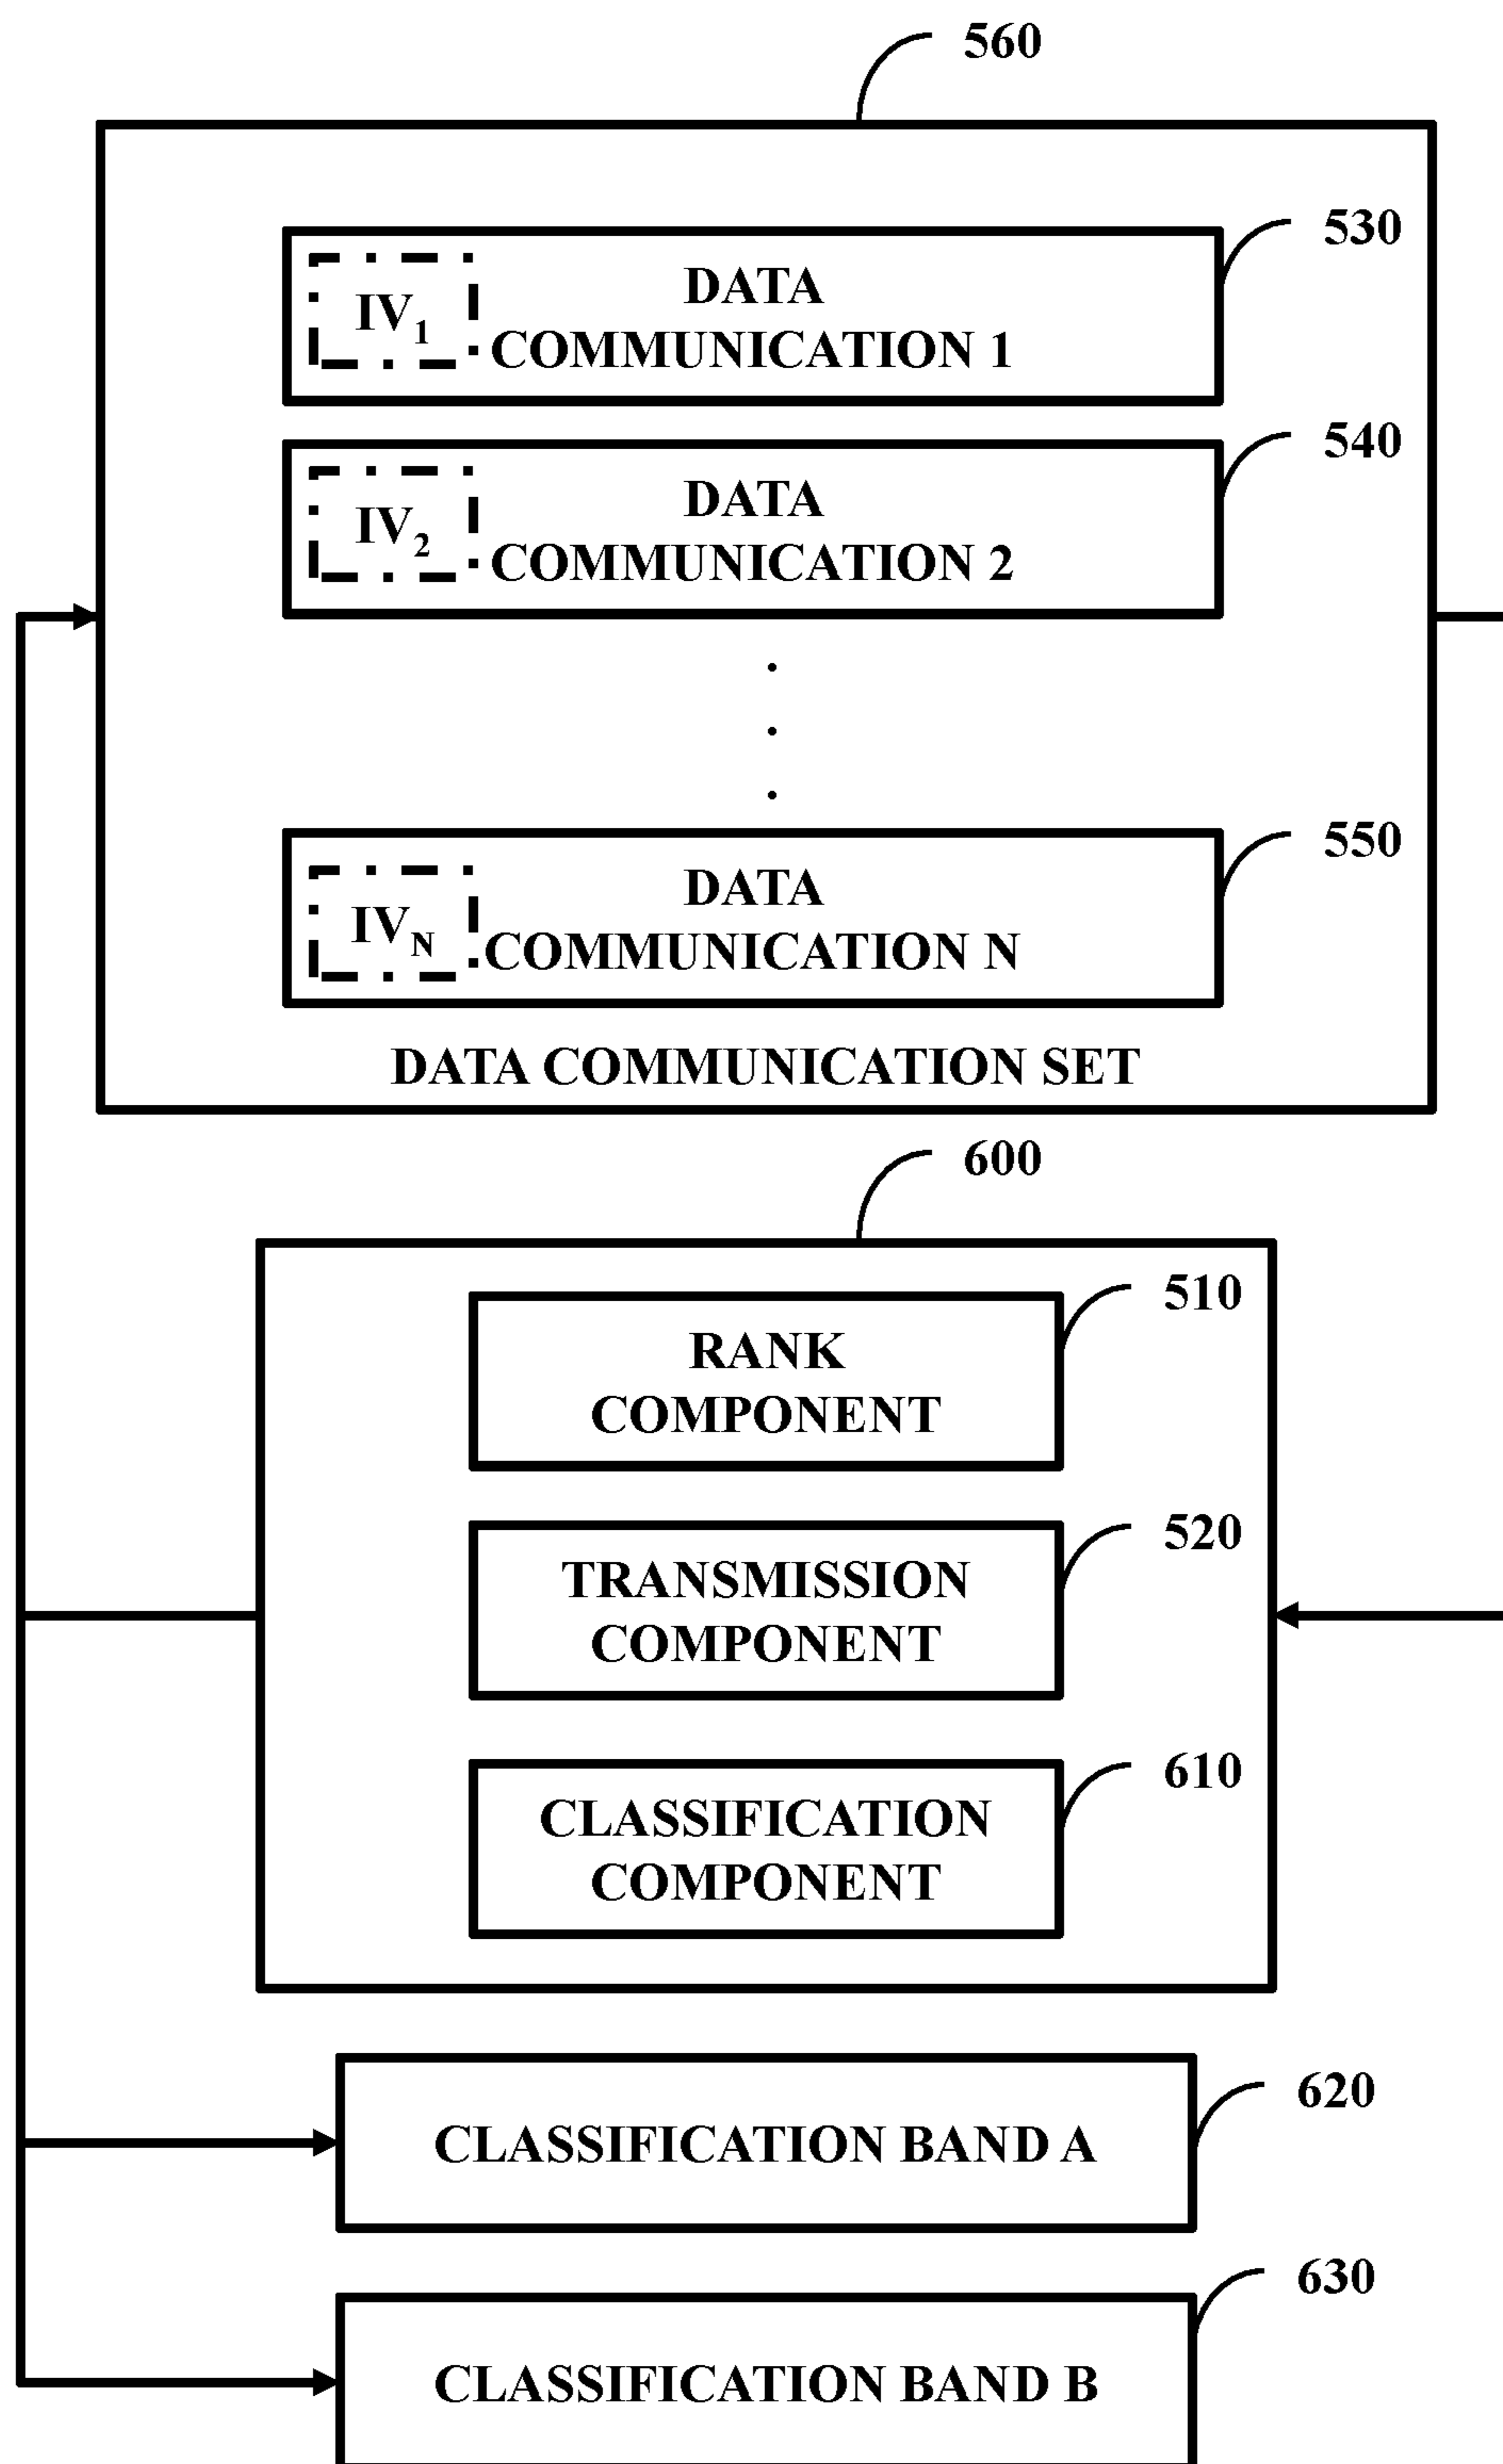 560
530
IV1
DATA
COMMUNICATION 1
540
IV2
DATA
COMMUNICATION 2
.
.
.
550
IVN
DATA
COMMUNICATION N
DATA COMMUNICATION SET
600
510
RANK
COMPONENT
520
TRANSMISSION
COMPONENT
610
CLASSIFICATION
COMPONENT
620
CLASSIFICATION BAND A
630
CLASSIFICATION BAND B